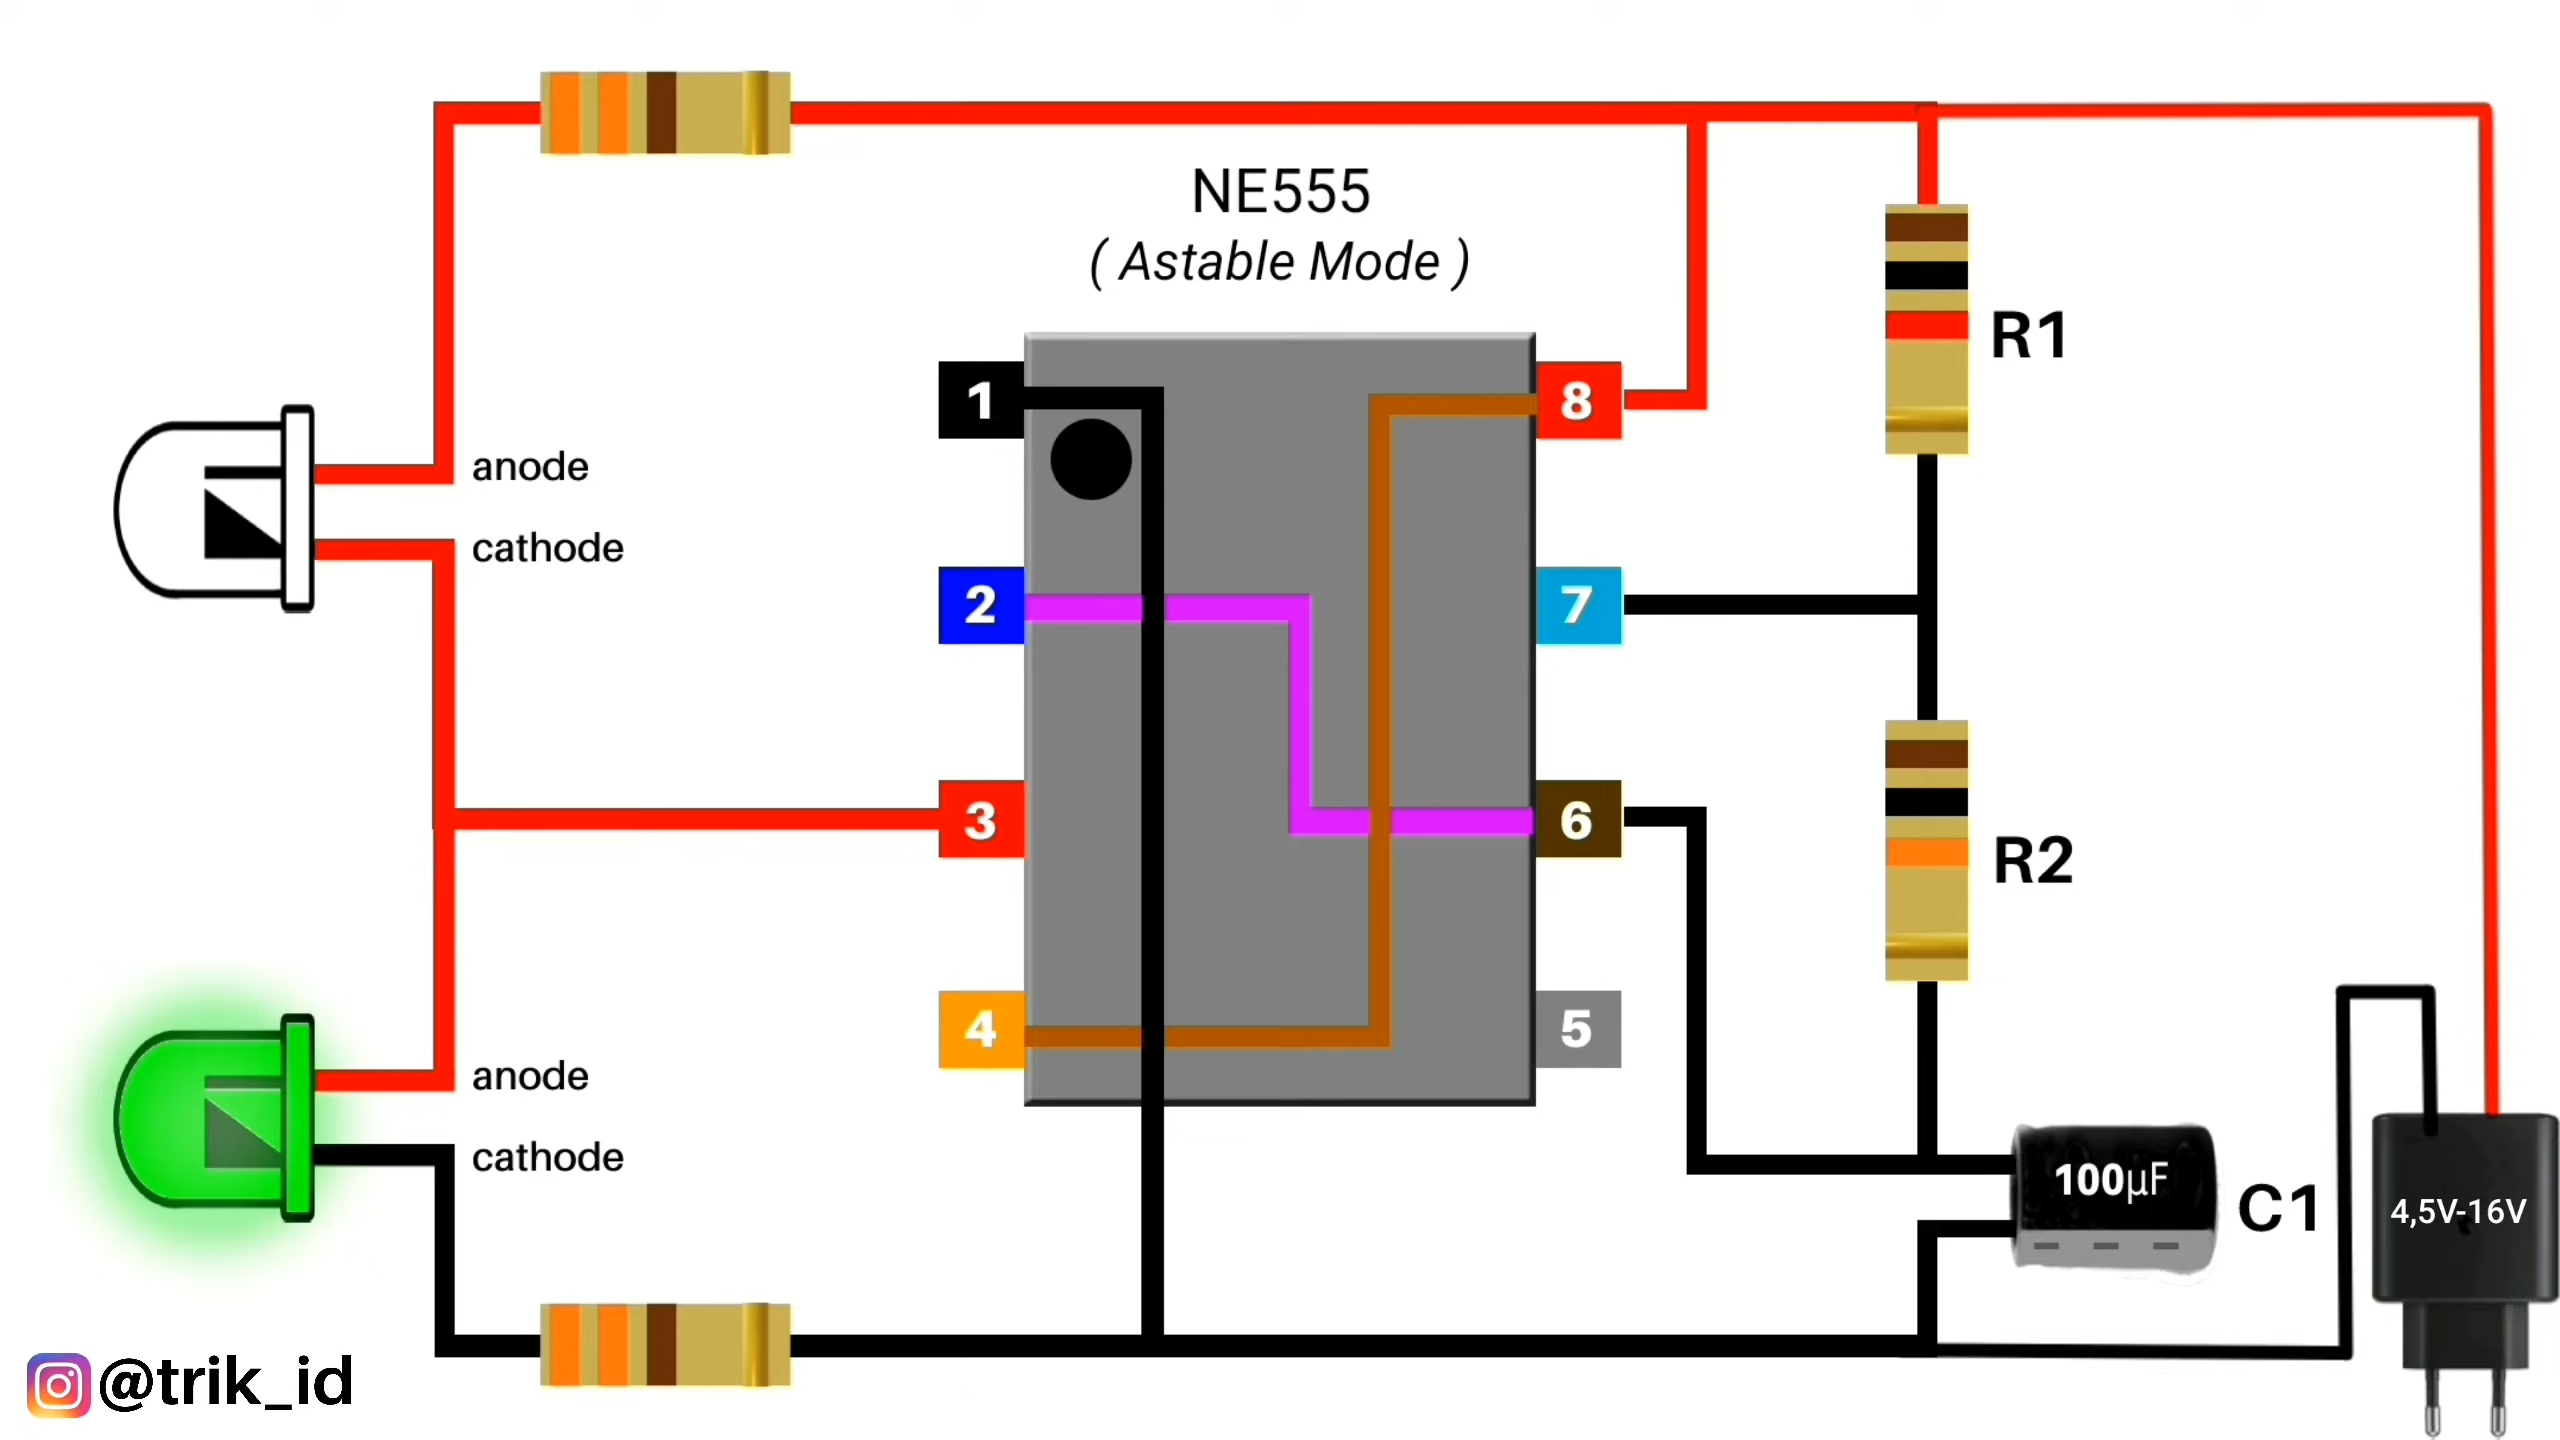 NE555
( Astable Mode )
1
8
R1
anode
cathode
2
7
3
6
R2
4
5
anode
cathode
100µF
C1
4,5V-16V
@trik_id